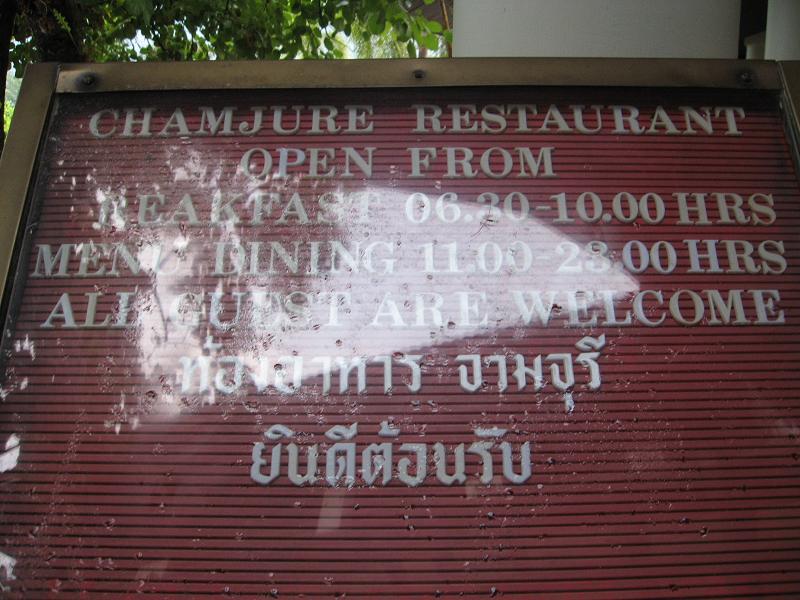 CHAMJURE RESTAURANT
OPEN FROM
BEAKFAST 06.30-10.00 HRS
MENU DINING 11.00-23.00 HRS
ALL GUEST ARE WELCOME
ห้องอาหาร จามจุรี
ยินดีต้อนรับ